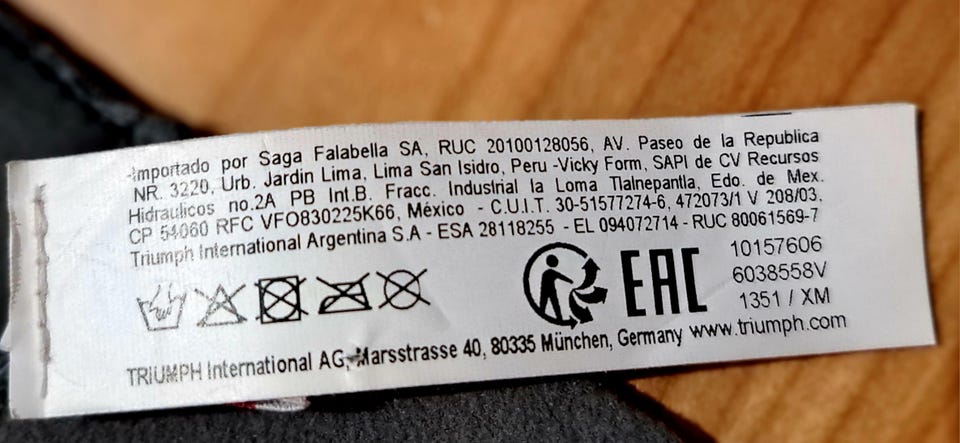 -Importado por Saga Falabella SA, RUC 20100128056, AV. Paseo de la Republica
NR. 3220, Urb. Jardin Lima, Lima San Isidro, Peru -Vicky Form, SAPI de CV Recursos
Hidraulicos no.2A PB Int.B. Fracc. Industrial la Loma Tlalnepantla, Edo. de Mex.
CP 54060 RFC VFO830225K66, México - C.U.I.T. 30-51577274-6, 472073/1 V 208/03.
Triumph International Argentina S.A - ESA 28118255 - EL 094072714 - RUC 80061569-7
EAC
10157606
6038558V
1351 / XM
www.triumph.com
TRIUMPH International AG, Marsstrasse 40, 80335 München, Germany